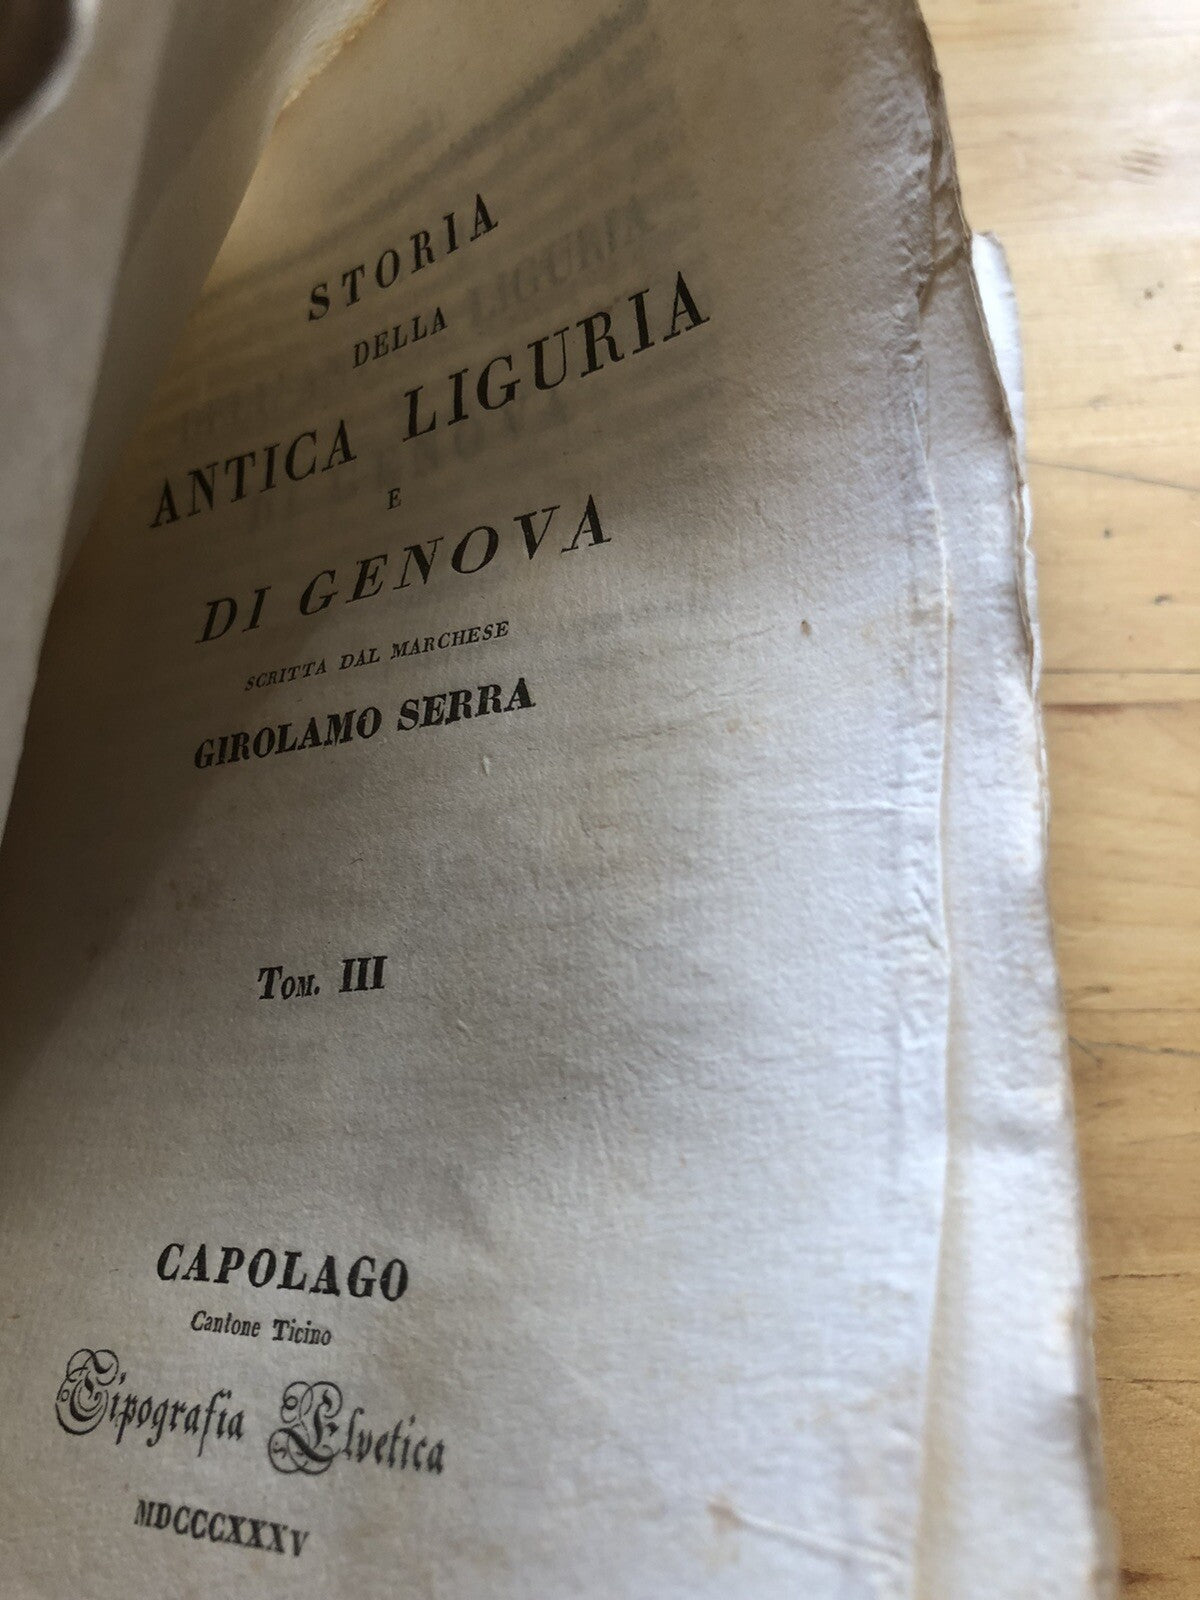 STORIA
DELLA
ANTICA LIGURIA
E
DI GENOVA
SCRITTA DAL MARCHESE
GIROLAMO SERRA
TOM. III
CAPOLAGO
Cantone Ticino
Tipografia Elvetica
MDCCCXXXV